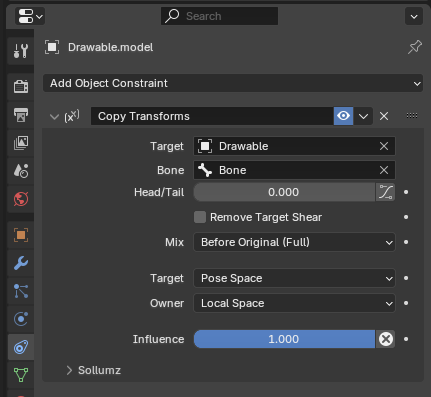 Search
Drawable.model
Add Object Constraint
(x) Copy Transforms
Target Drawable
Bone Bone
Head/Tail 0.000
Remove Target Shear
Mix Before Original (Full)
Target Pose Space
Owner Local Space
Influence 1.000
Sollumz